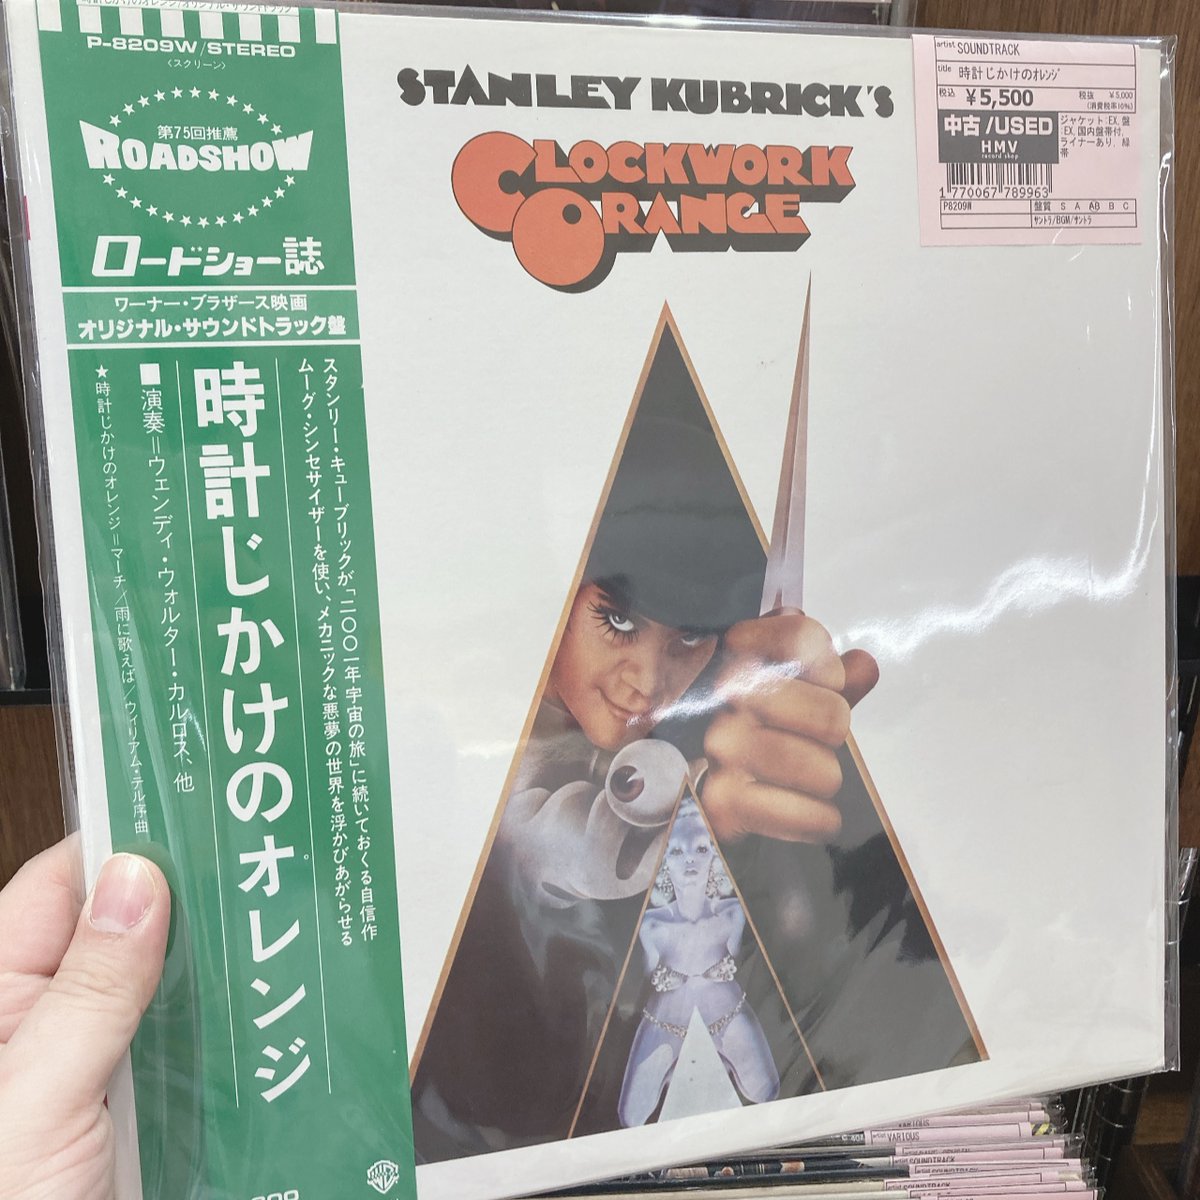 P-8209W/STEREO
〈スクリーン〉
第75回推薦
ROADSHOW
ロードショー誌
ワーナー・ブラザース映画
オリジナル・サウンドトラック盤
スタンリー・キューブリックが「二〇〇一年宇宙の旅」に続いておくる自信作
ムーグ・シンセサイザーを使い、メカニックな悪夢の世界を浮かびあがらせる。
時計じかけのオレンジ
■演奏＝ウェンディ・ウォルター・カルロス、他
★時計じかけのオレンジ＝マーチ／雨に歌えば／ウィリアム・テル序曲
STANLEY KUBRICK'S
CLOCKWORK
ORANGE
artist SOUNDTRACK
title 時計じかけのｵﾚﾝｼﾞ
税込 ¥5,500 税抜 ¥5,000
(消費税率10%)
中古/USED
HMV
record shop
ジャケット:EX, 盤
:EX, 国内盤帯付,
ライナーあり, 緑
帯
1 770067 789963
P8209W 盤質 S A AB B C
ｻﾝﾄﾗ/BGM/ｻﾝﾄﾗ
VARIOUS
artist VARIOUS
SOUNDTRACK
SOUNDTRACK
artist SOUNDTRACK